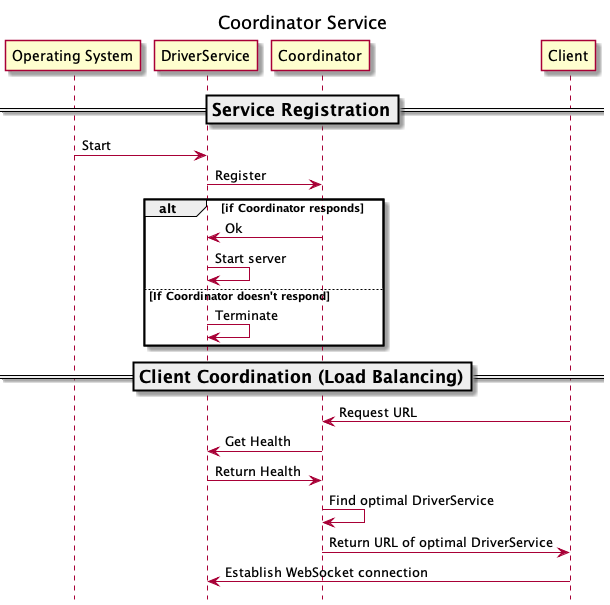 Coordinator Service
Operating System
DriverService
Coordinator
Client
Service Registration
Start
Register
alt
[if Coordinator responds]
Ok
Start server
[If Coordinator doesn't respond]
Terminate
Client Coordination (Load Balancing)
Request URL
Get Health
Return Health
Find optimal DriverService
Return URL of optimal DriverService
Establish WebSocket connection